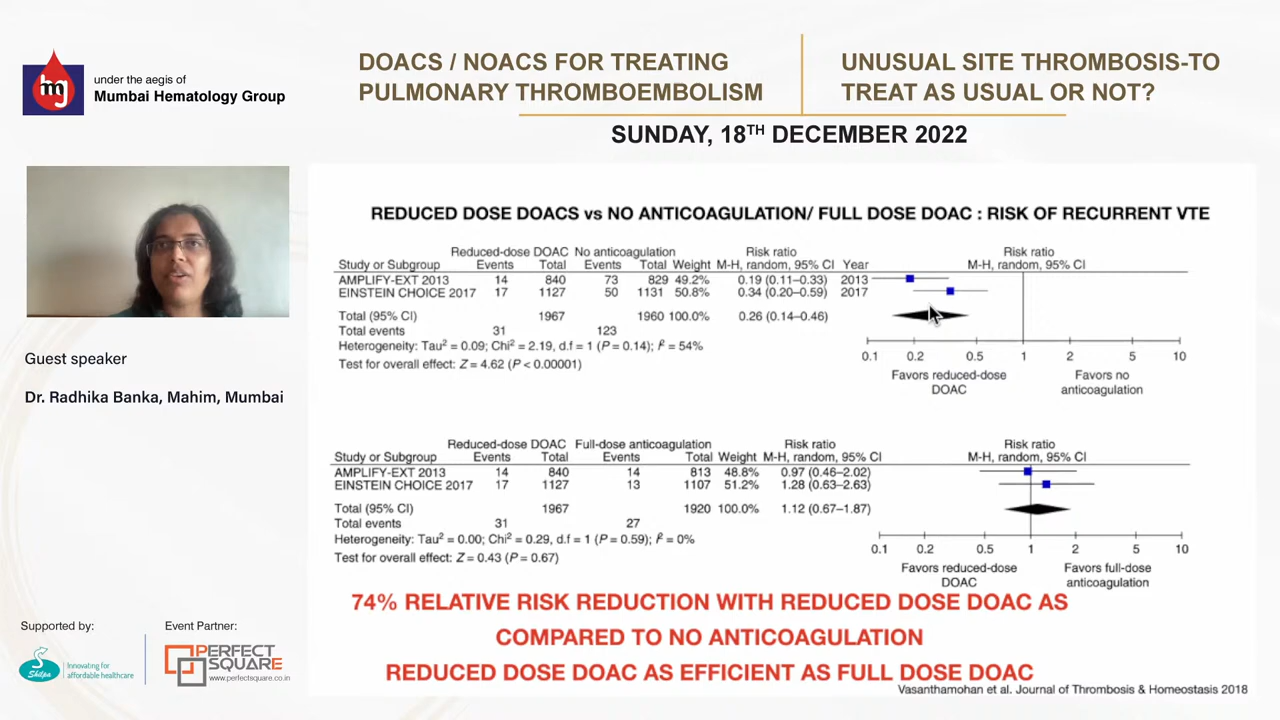 mg
under the aegis of
Mumbai Hematology Group
DOACS / NOACS FOR TREATING
PULMONARY THROMBOEMBOLISM
UNUSUAL SITE THROMBOSIS-TO
TREAT AS USUAL OR NOT?
SUNDAY, 18TH DECEMBER 2022
Guest speaker
Dr. Radhika Banka, Mahim, Mumbai
Supported by:
Shilpa
Innovating for
affordable healthcare
Event Partner:
PERFECT
SQUARE
www.perfectsquare.co.in
REDUCED DOSE DOACS vs NO ANTICOAGULATION/ FULL DOSE DOAC : RISK OF RECURRENT VTE
Reduced-dose DOAC No anticoagulation Risk ratio Risk ratio
Study or Subgroup Events Total Events Total Weight M-H, random, 95% CI Year M-H, random, 95% CI
AMPLIFY-EXT 2013 14 840 73 829 49.2% 0.19 (0.11–0.33) 2013
EINSTEIN CHOICE 2017 17 1127 50 1131 50.8% 0.34 (0.20–0.59) 2017
Total (95% CI) 1967 1960 100.0% 0.26 (0.14–0.46)
Total events 31 123
Heterogeneity: Tau² = 0.09; Chi² = 2.19, d.f = 1 (P = 0.14); I² = 54%
Test for overall effect: Z = 4.62 (P < 0.00001)
0.1 0.2 0.5 1 2 5 10
Favors reduced-dose Favors no
DOAC anticoagulation
Reduced-dose DOAC Full-dose anticoagulation Risk ratio Risk ratio
Study or Subgroup Events Total Events Total Weight M-H, random, 95% CI M-H, random, 95% CI
AMPLIFY-EXT 2013 14 840 14 813 48.8% 0.97 (0.46–2.02)
EINSTEIN CHOICE 2017 17 1127 13 1107 51.2% 1.28 (0.63–2.63)
Total (95% CI) 1967 1920 100.0% 1.12 (0.67–1.87)
Total events 31 27
Heterogeneity: Tau² = 0.00; Chi² = 0.29, d.f = 1 (P = 0.59); I² = 0%
Test for overall effect: Z = 0.43 (P = 0.67)
0.1 0.2 0.5 1 2 5 10
Favors reduced-dose Favors full-dose
DOAC anticoagulation
74% RELATIVE RISK REDUCTION WITH REDUCED DOSE DOAC AS
COMPARED TO NO ANTICOAGULATION
REDUCED DOSE DOAC AS EFFICIENT AS FULL DOSE DOAC
Vasanthamohan et al. Journal of Thrombosis & Homeostasis 2018